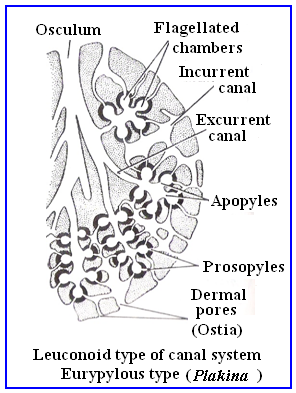 Osculum
Flagellated
chambers
Incurrent
canal
Excurrent
canal
Apopyles
Prosopyles
Dermal
pores
(Ostia)
Leuconoid type of canal system
Eurypylous type (Plakina )